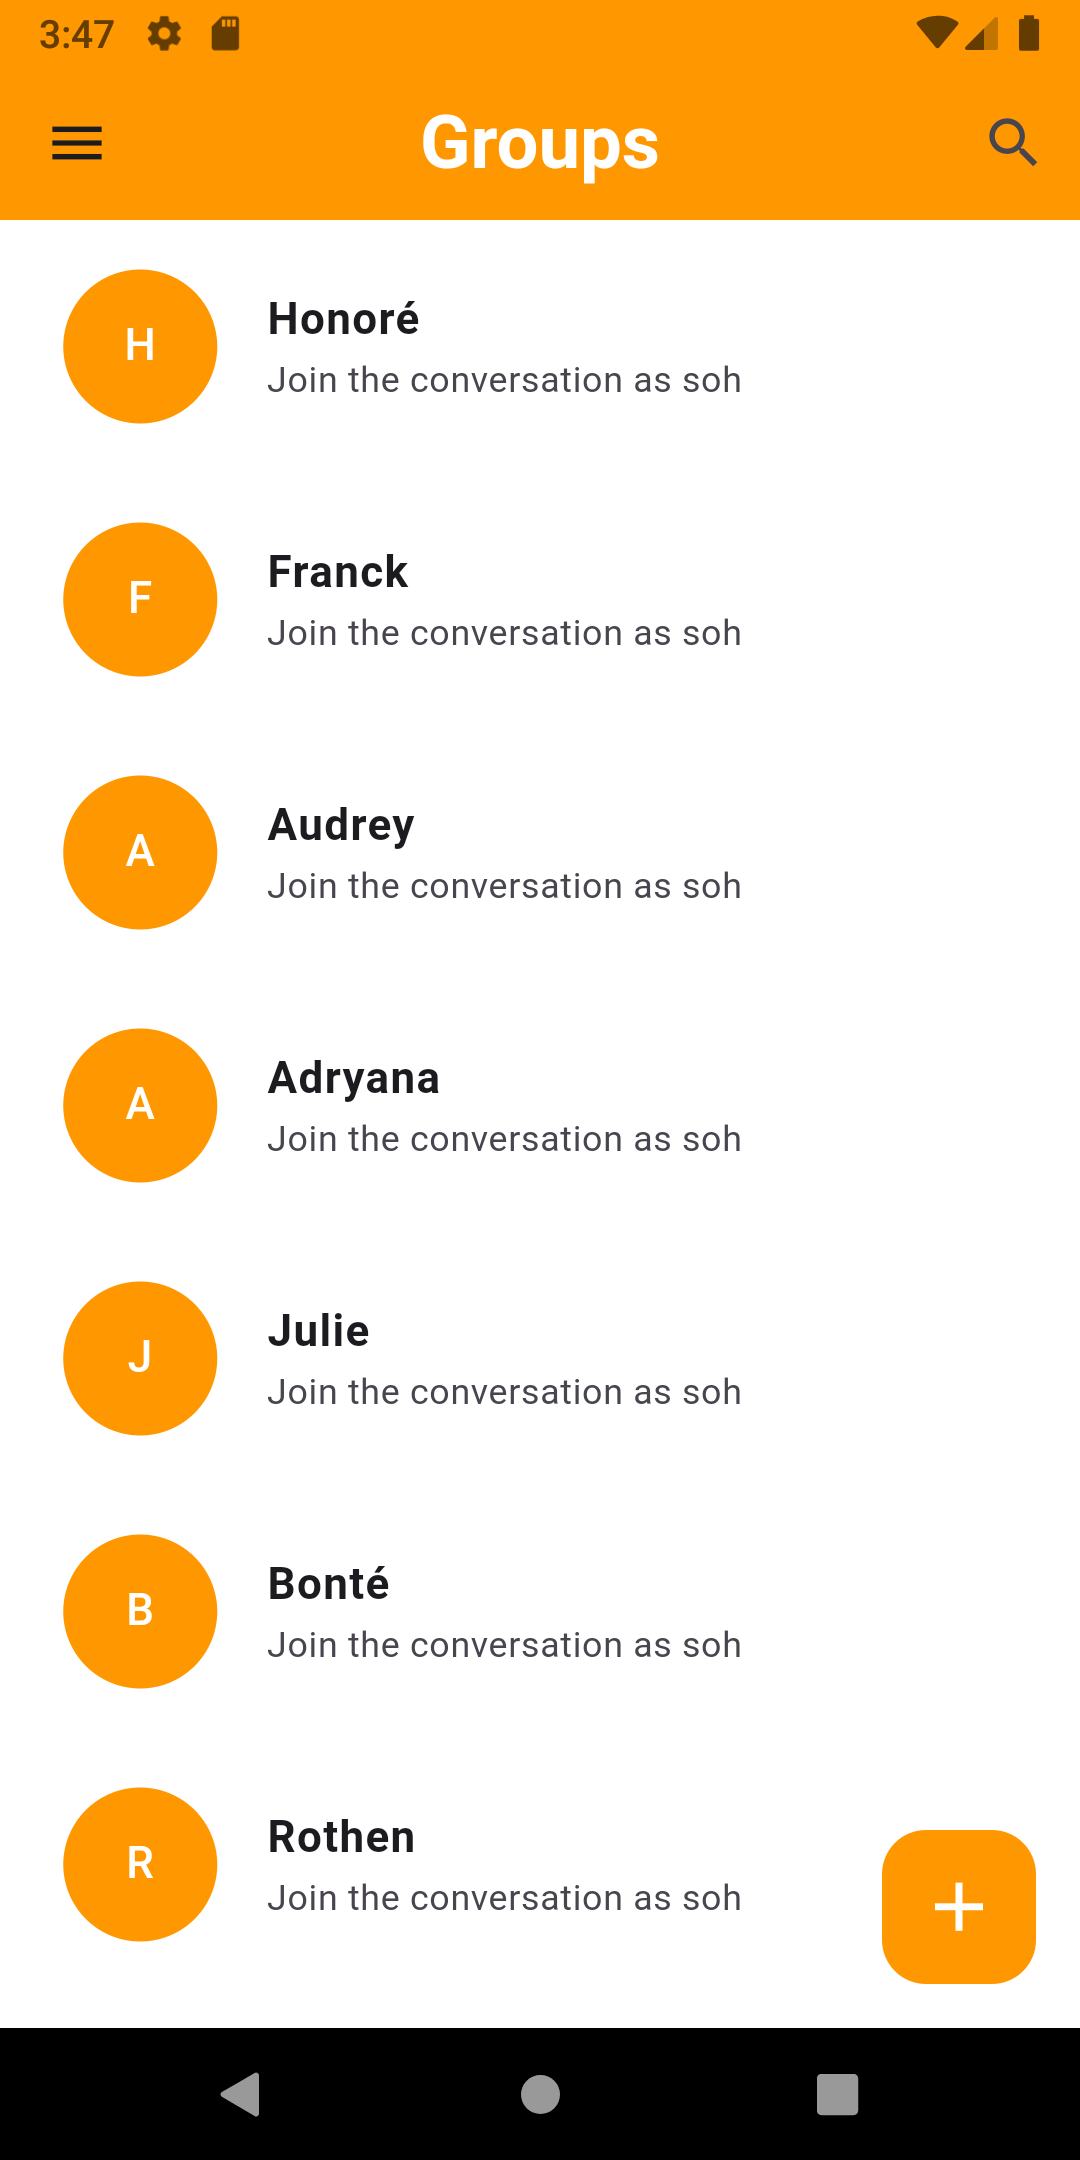 3:47
Groups
H
Honoré
Join the conversation as soh
F
Franck
Join the conversation as soh
A
Audrey
Join the conversation as soh
A
Adryana
Join the conversation as soh
J
Julie
Join the conversation as soh
B
Bonté
Join the conversation as soh
R
Rothen
Join the conversation as soh